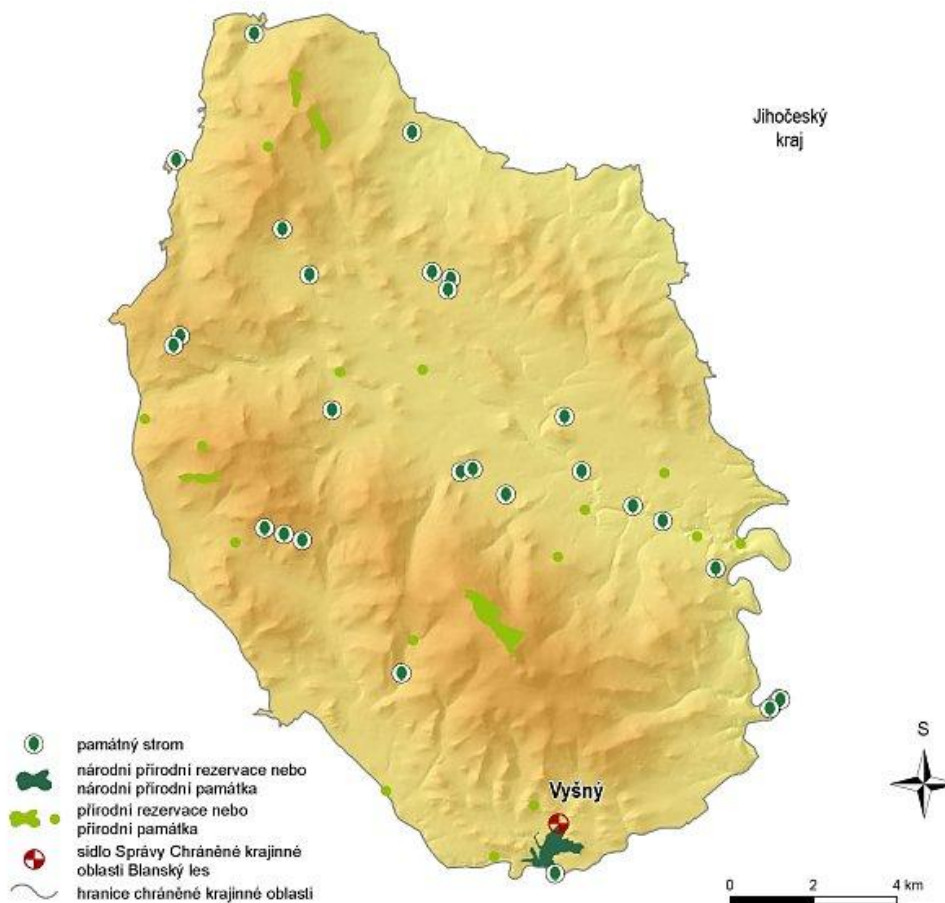 Jihočeský
kraj
Vyšný
S
památný strom
národní přírodní rezervace nebo
národní přírodní památka
přírodní rezervace nebo
přírodní památka
sídlo Správy Chráněné krajinné
oblasti Blanský les
hranice chráněné krajinné oblasti
0 2 4 km